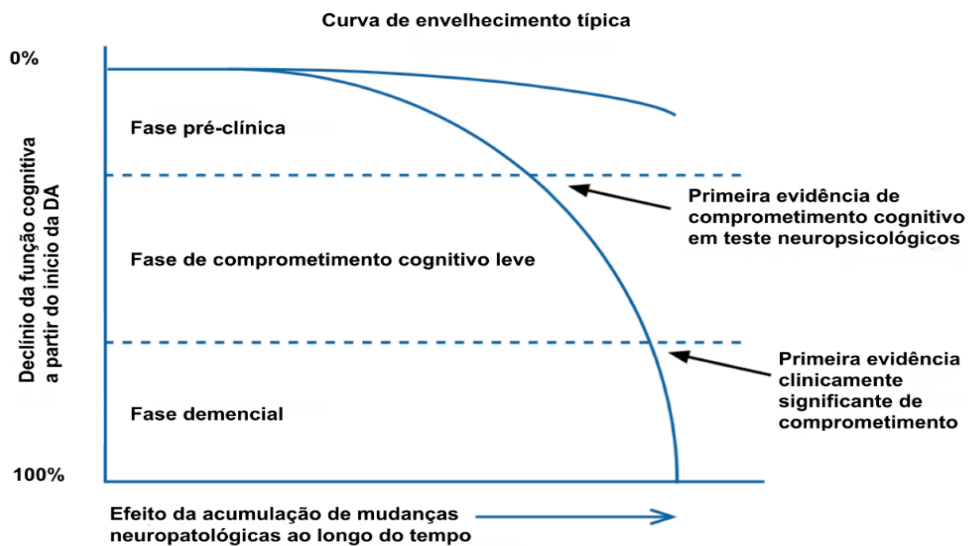 Curva de envelhecimento típica
0%
Declínio da função cognitiva
a partir do início da DA
Fase pré-clínica
Primeira evidência de
comprometimento cognitivo
em teste neuropsicológicos
Fase de comprometimento cognitivo leve
Primeira evidência
clinicamente
significante de
comprometimento
Fase demencial
100%
Efeito da acumulação de mudanças
neuropatológicas ao longo do tempo